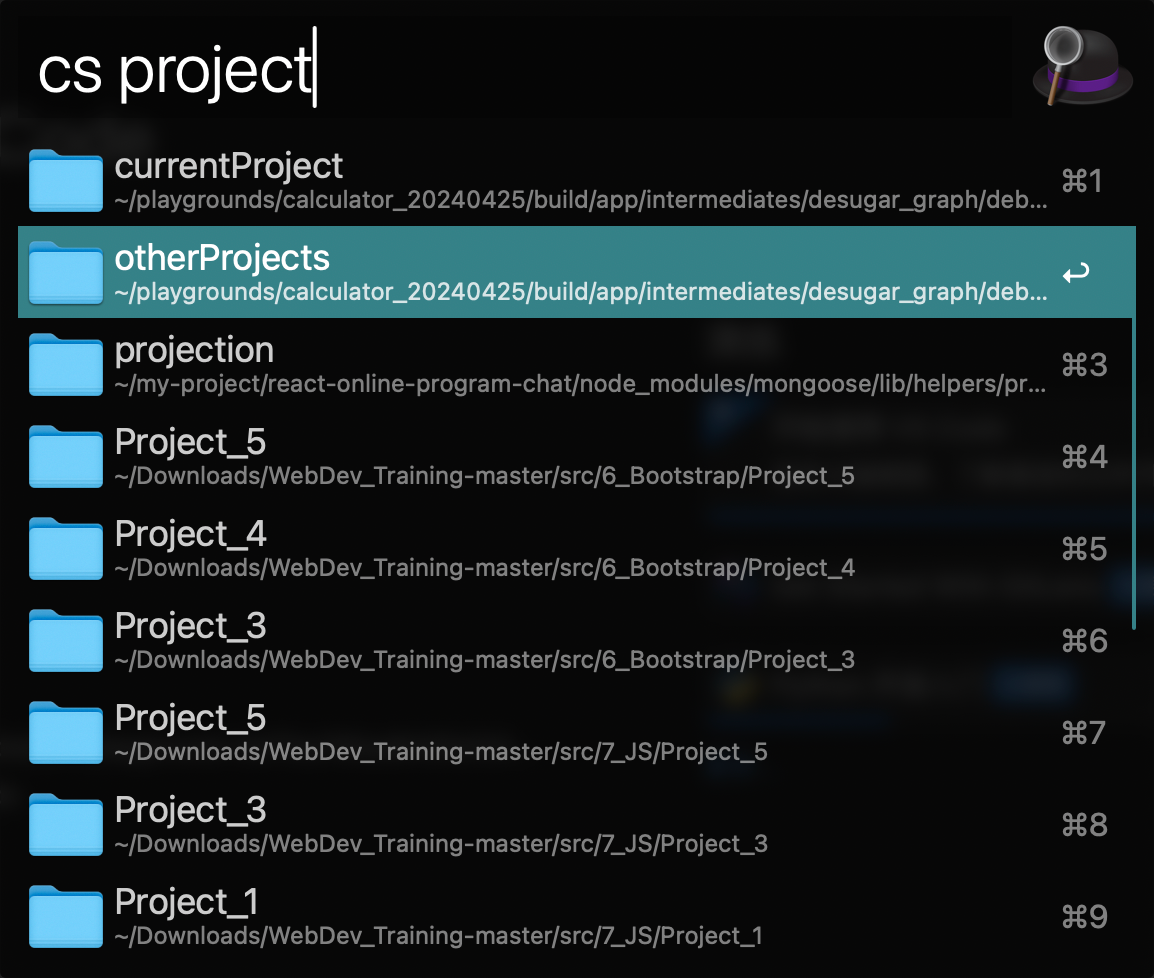 cs project
currentProject
~/playgrounds/calculator_20240425/build/app/intermediates/desugar_graph/deb...
⌘1
otherProjects
~/playgrounds/calculator_20240425/build/app/intermediates/desugar_graph/deb...
projection
~/my-project/react-online-program-chat/node_modules/mongoose/lib/helpers/pr...
⌘3
Project_5
~/Downloads/WebDev_Training-master/src/6_Bootstrap/Project_5
⌘4
Project_4
~/Downloads/WebDev_Training-master/src/6_Bootstrap/Project_4
⌘5
Project_3
~/Downloads/WebDev_Training-master/src/6_Bootstrap/Project_3
⌘6
Project_5
~/Downloads/WebDev_Training-master/src/7_JS/Project_5
⌘7
Project_3
~/Downloads/WebDev_Training-master/src/7_JS/Project_3
⌘8
Project_1
~/Downloads/WebDev_Training-master/src/7_JS/Project_1
⌘9